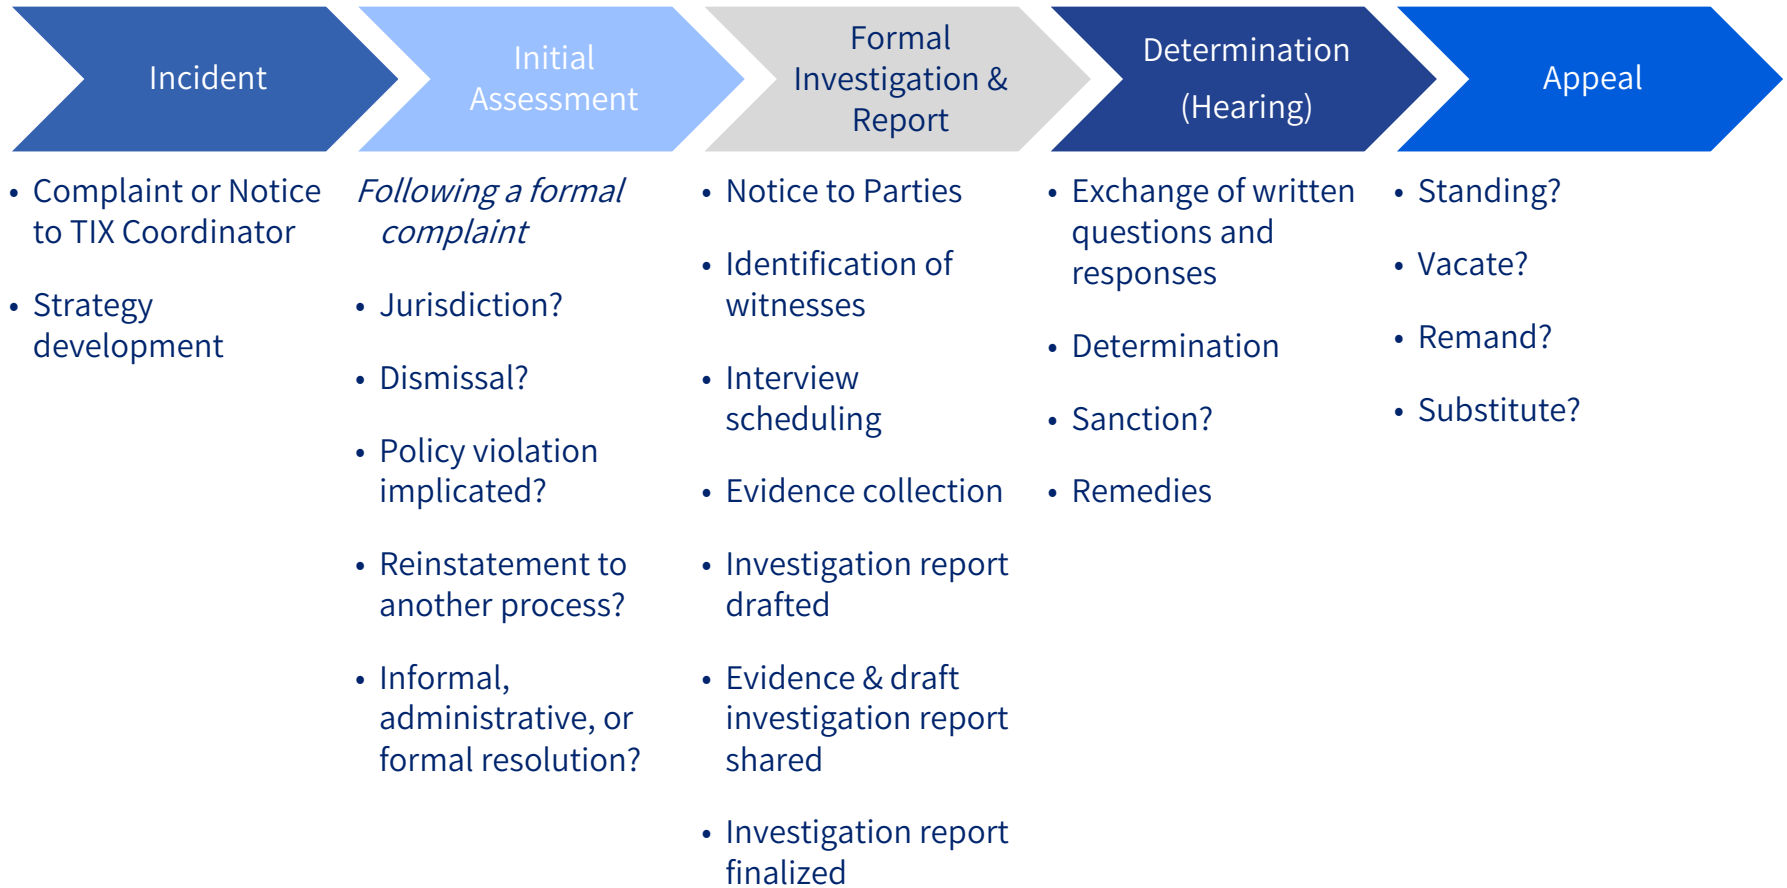 Incident
Initial
Assessment
Formal
Investigation &
Report
Determination
(Hearing)
Appeal
• Complaint or Notice
to TIX Coordinator
• Strategy
development
Following a formal
complaint
• Jurisdiction?
• Dismissal?
• Policy violation
implicated?
• Reinstatement to
another process?
• Informal,
administrative, or
formal resolution?
• Notice to Parties
• Identification of
witnesses
• Interview
scheduling
• Evidence collection
• Investigation report
drafted
• Evidence & draft
investigation report
shared
• Investigation report
finalized
• Exchange of written
questions and
responses
• Determination
• Sanction?
• Remedies
• Standing?
• Vacate?
• Remand?
• Substitute?